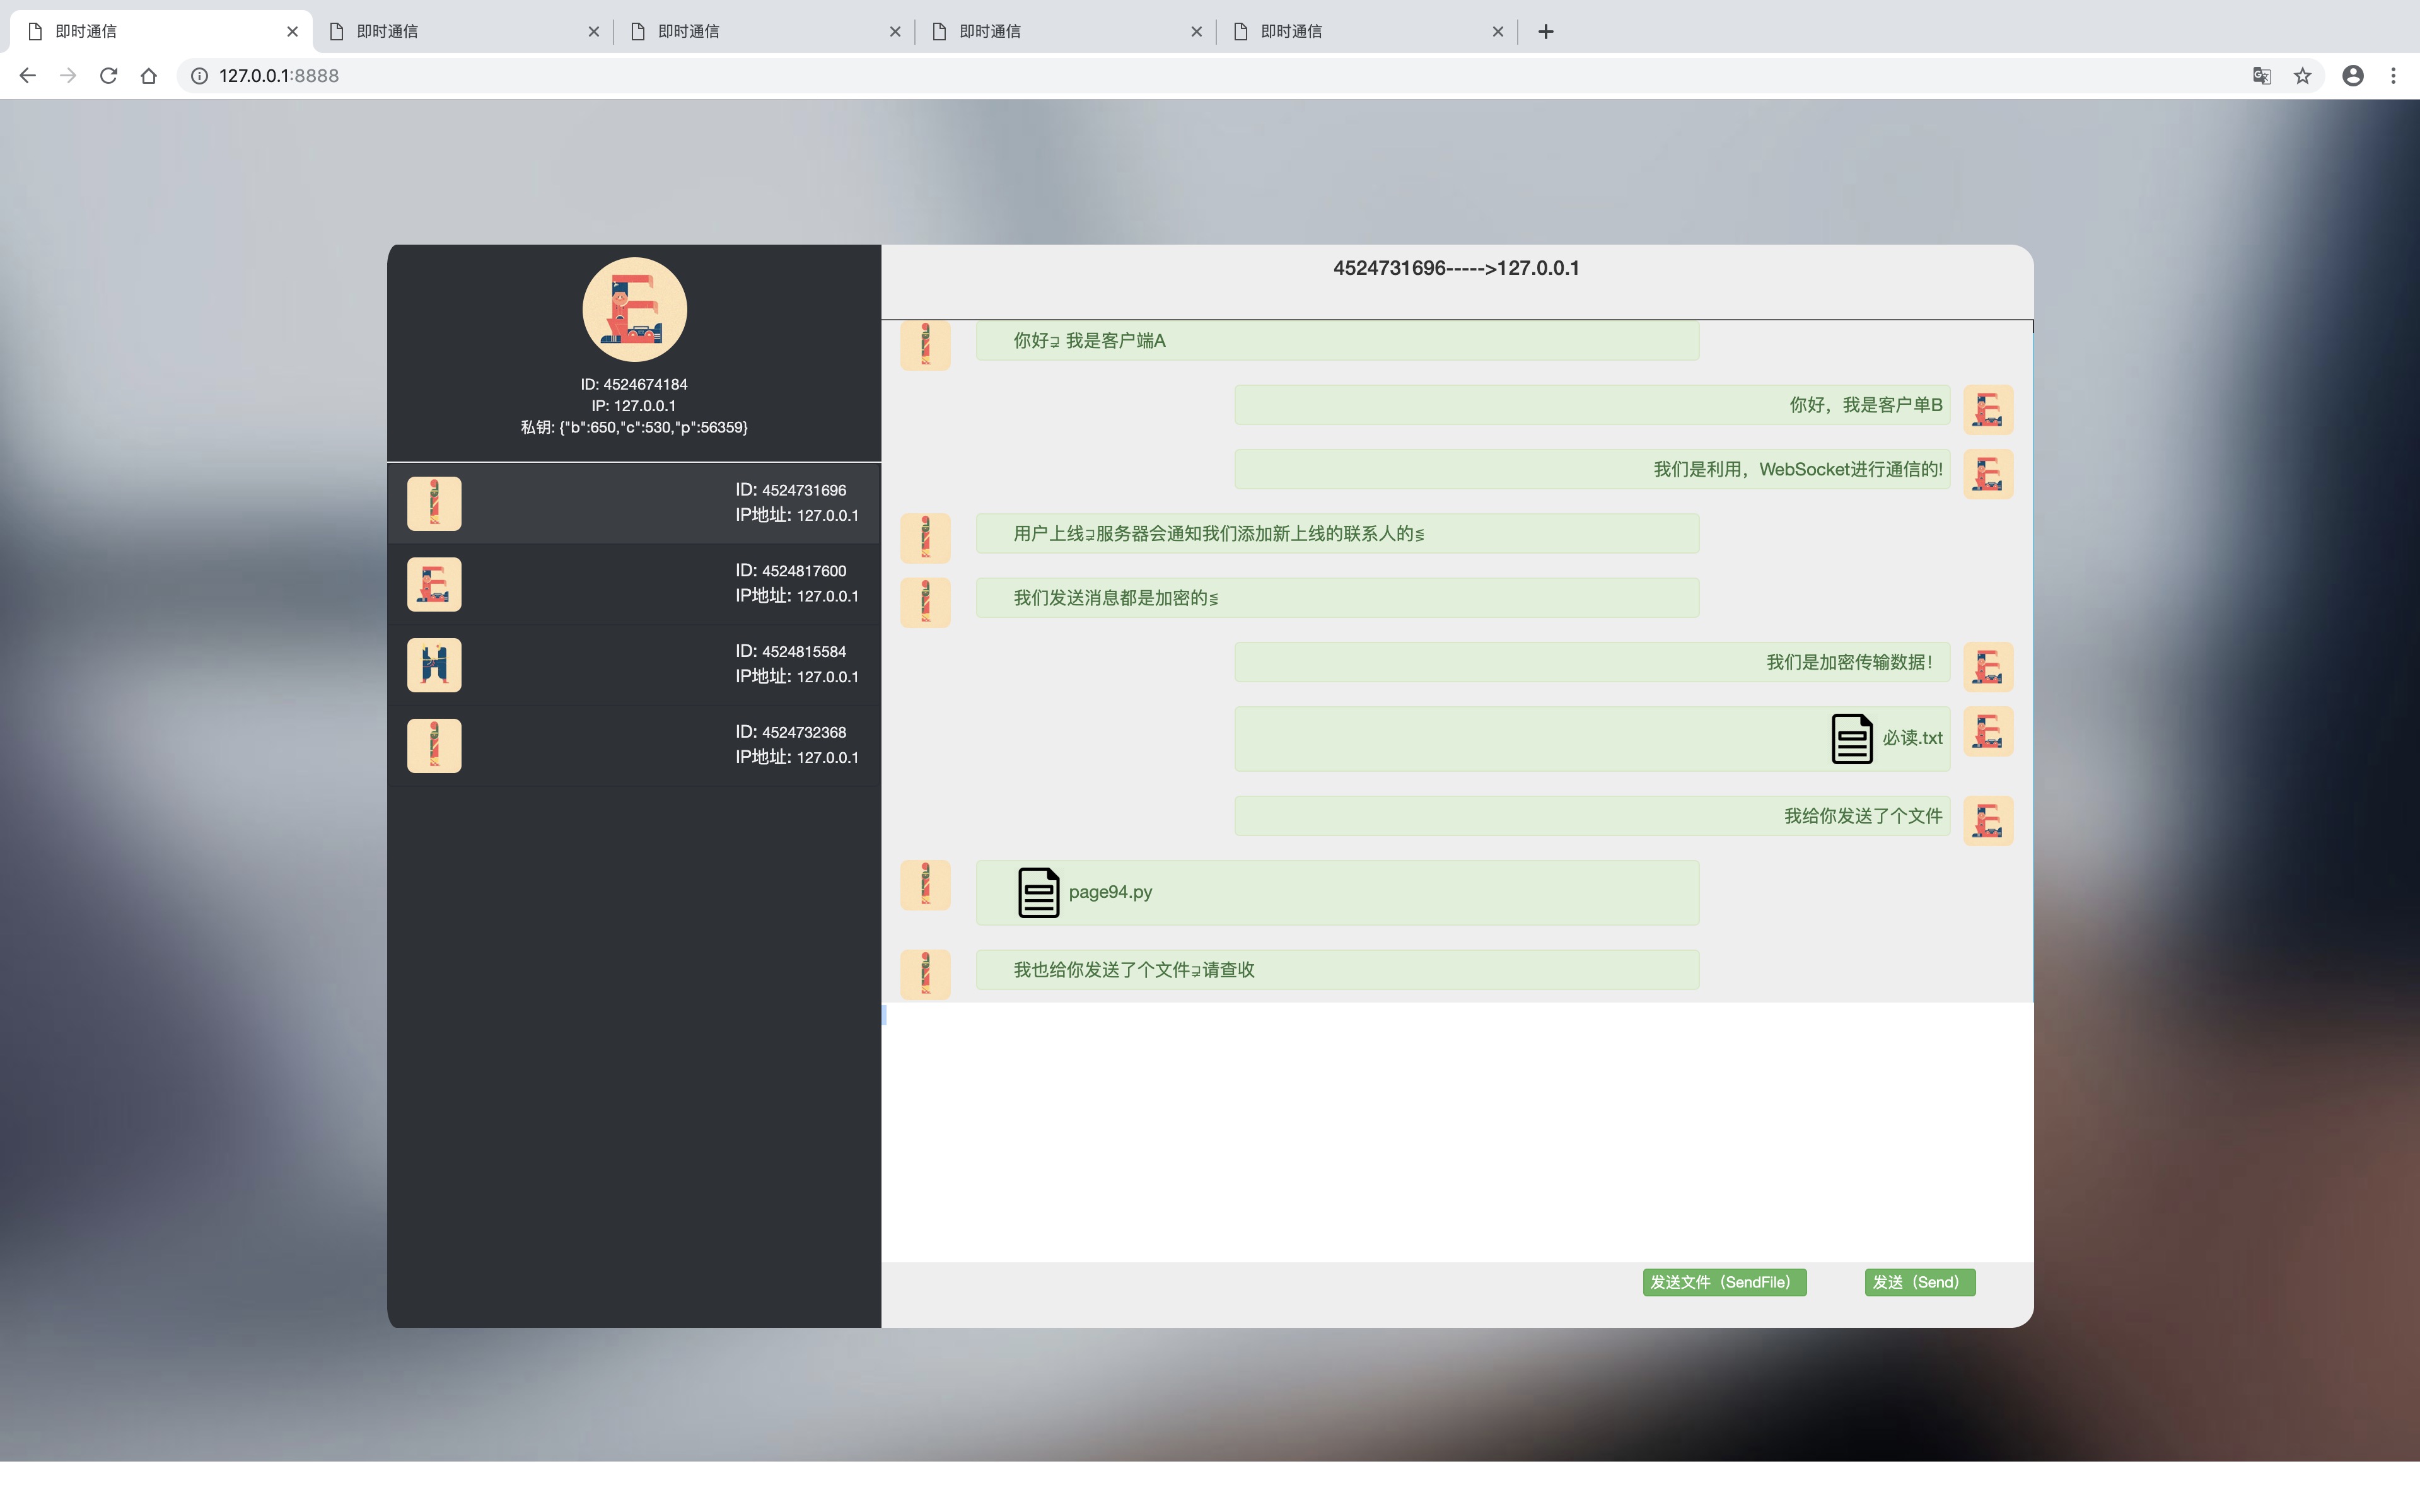 即时通信
即时通信
即时通信
即时通信
即时通信
127.0.0.1:8888
ID: 4524674184
IP: 127.0.0.1
私钥: {"b":650,"c":530,"p":56359}
ID: 4524731696
IP地址: 127.0.0.1
ID: 4524817600
IP地址: 127.0.0.1
ID: 4524815584
IP地址: 127.0.0.1
ID: 4524732368
IP地址: 127.0.0.1
4524731696----->127.0.0.1
你好⊋ 我是客户端A
你好，我是客户单B
我们是利用，WebSocket进行通信的!
用户上线⊋服务器会通知我们添加新上线的联系人的⋦
我们发送消息都是加密的⋦
我们是加密传输数据！
必读.txt
我给你发送了个文件
page94.py
我也给你发送了个文件⊋请查收
发送文件（SendFile）
发送（Send）